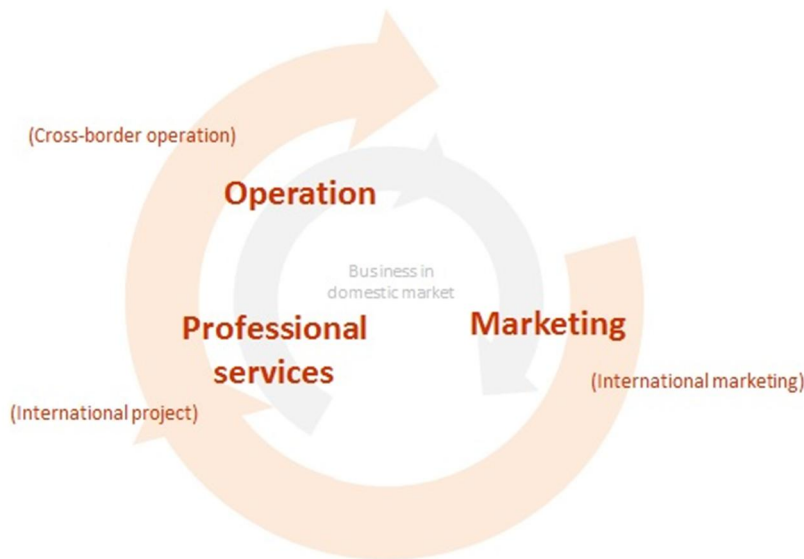 (Cross-border operation)
Operation
Business in
domestic market
Professional
services
Marketing
(International marketing)
(International project)